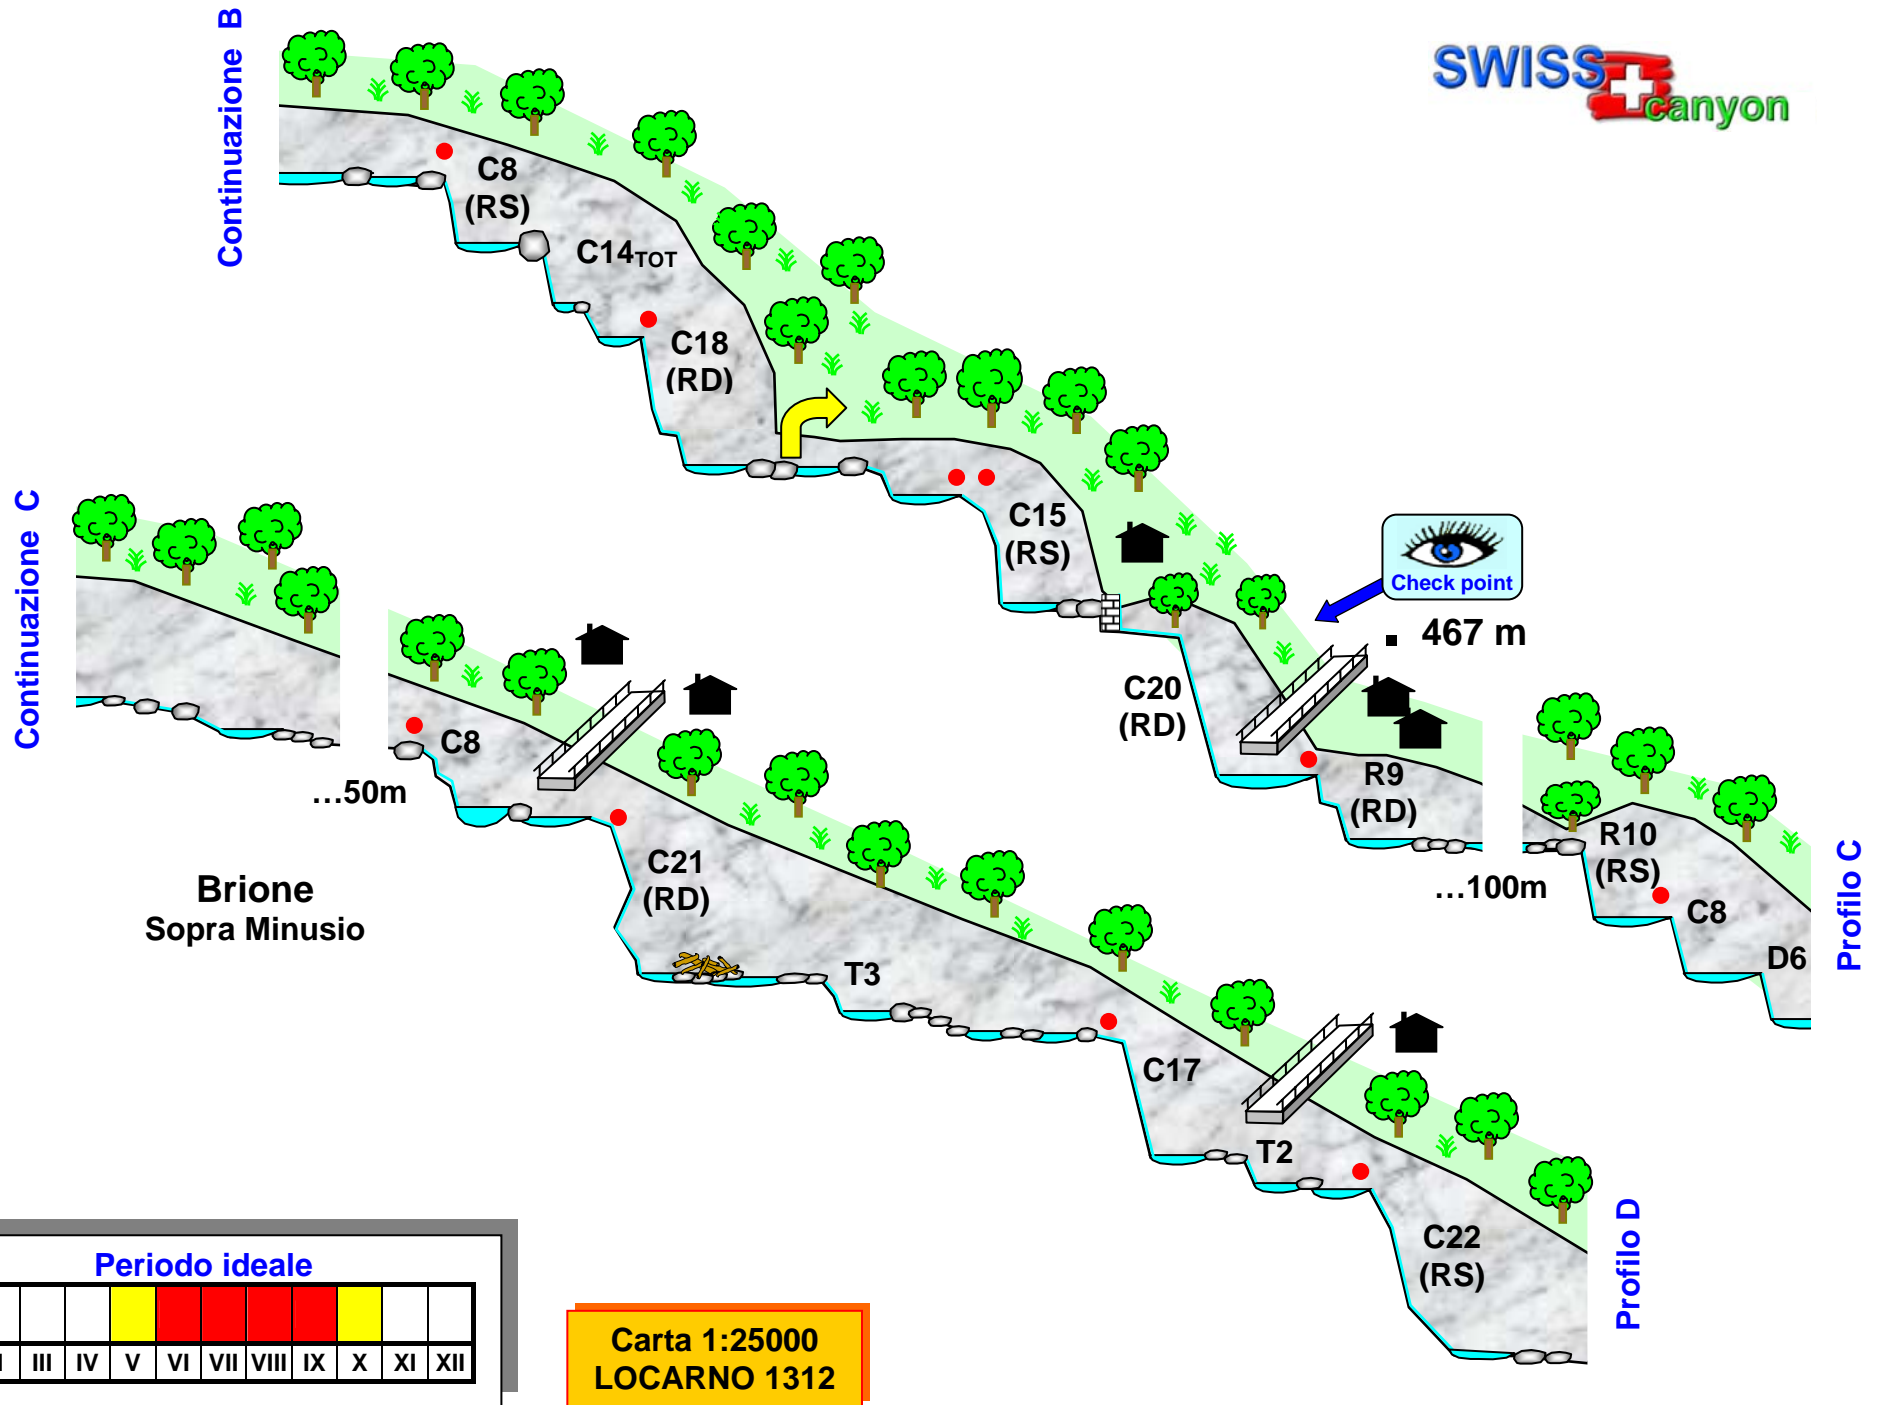 Continuazione B
SWISS
canyon
C8
(RS)
C14TOT
C18
(RD)
C15
(RS)
Check point
467 m
C20
(RD)
R9
(RD)
…100m
R10
(RS)
C8
D6
Profilo C
Continuazione C
…50m
C8
C21
(RD)
T3
C17
T2
C22
(RS)
Profilo D
Brione
Sopra Minusio
Periodo ideale
III IV V VI VII VIII IX X XI XII
Carta 1:25000
LOCARNO 1312